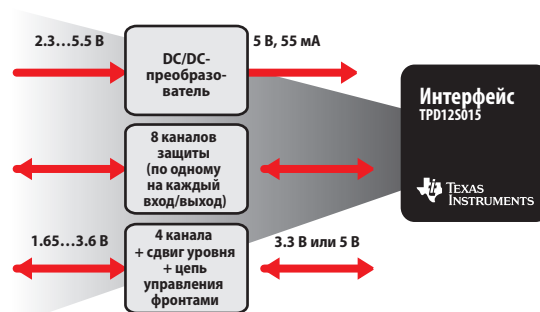 2.3...5.5 В
DC/DC-
преобразо-
ватель
5 В, 55 мА
Интерфейс
TPD12S015
TEXAS
INSTRUMENTS
8 каналов
защиты
(по одному
на каждый
вход/выход)
1.65...3.6 В
4 канала
+ сдвиг уровня
+ цепь
управления
фронтами
3.3 В или 5 В